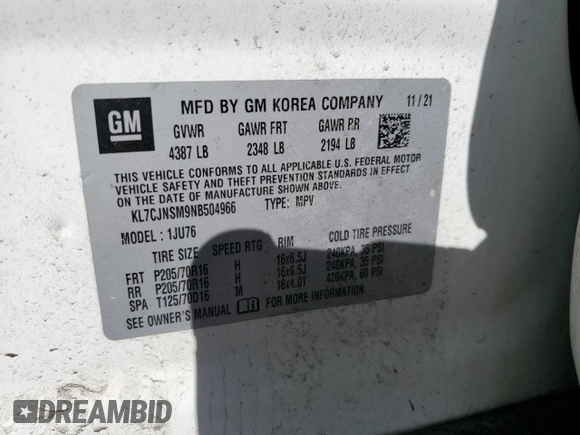 GM
MFD BY GM KOREA COMPANY 11 / 21
GVWR GAWR FRT GAWR RR
4387 LB 2348 LB 2194 LB
THIS VEHICLE CONFORMS TO ALL APPLICABLE U.S. FEDERAL MOTOR
VEHICLE SAFETY AND THEFT PREVENTION STANDARDS IN EFFECT
ON THE DATE OF MANUFACTURE SHOWN ABOVE.
KL7CJNSM9NB504966 TYPE: MPV
MODEL : 1JU76
TIRE SIZE SPEED RTG RIM COLD TIRE PRESSURE
FRT P205/70R16 H 16x6.5J 240KPA, 35 PSI
RR P205/70R16 H 16x6.5J 240KPA, 35 PSI
SPA T125/70D16 M 16x4.0T 420KPA, 60 PSI
SEE OWNER'S MANUAL FOR MORE INFORMATION.
DREAMBID